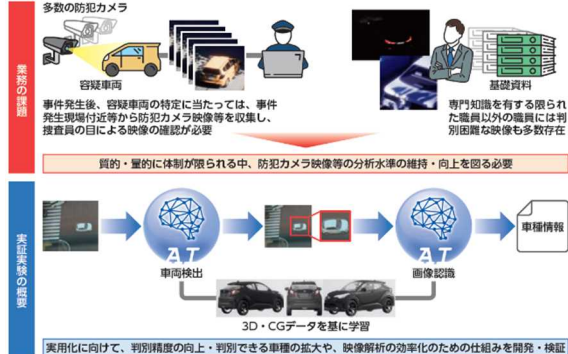 多数の防犯カメラ
容疑車両
事件発生後、容疑車両の特定に当たっては、事件
発生現場付近等から防犯カメラ映像等を収集し、
捜査員の目による映像の確認が必要
基礎資料
専門知識を有する限られ
た職員以外の職員には判
別困難な映像も多数存在
業務の課題
質的・量的に体制が限られる中、防犯カメラ映像等の分析水準の維持・向上を図る必要
実証実験の概要
AI
車両検出
AI
画像認識
車種情報
3D・CGデータを基に学習
実用化に向けて、判別精度の向上・判別できる車種の拡大や、映像解析の効率化のための仕組みを開発・検証